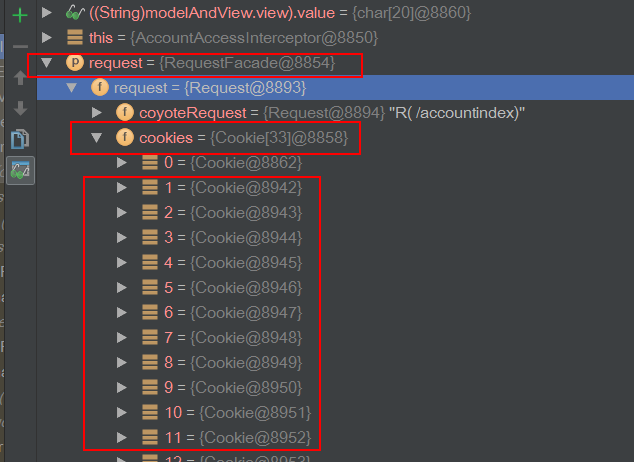 ((String)modelAndView.view).value = {char[20]@8860}
this = {AccountAccessInterceptor@8850}
request = {RequestFacade@8854}
request = {Request@8893}
coyoteRequest = {Request@8894} "R( /accountindex)"
cookies = {Cookie[33]@8858}
0 = {Cookie@8862}
1 = {Cookie@8942}
2 = {Cookie@8943}
3 = {Cookie@8944}
4 = {Cookie@8945}
5 = {Cookie@8946}
6 = {Cookie@8947}
7 = {Cookie@8948}
8 = {Cookie@8949}
9 = {Cookie@8950}
10 = {Cookie@8951}
11 = {Cookie@8952}
12 = {Cookie@8953}